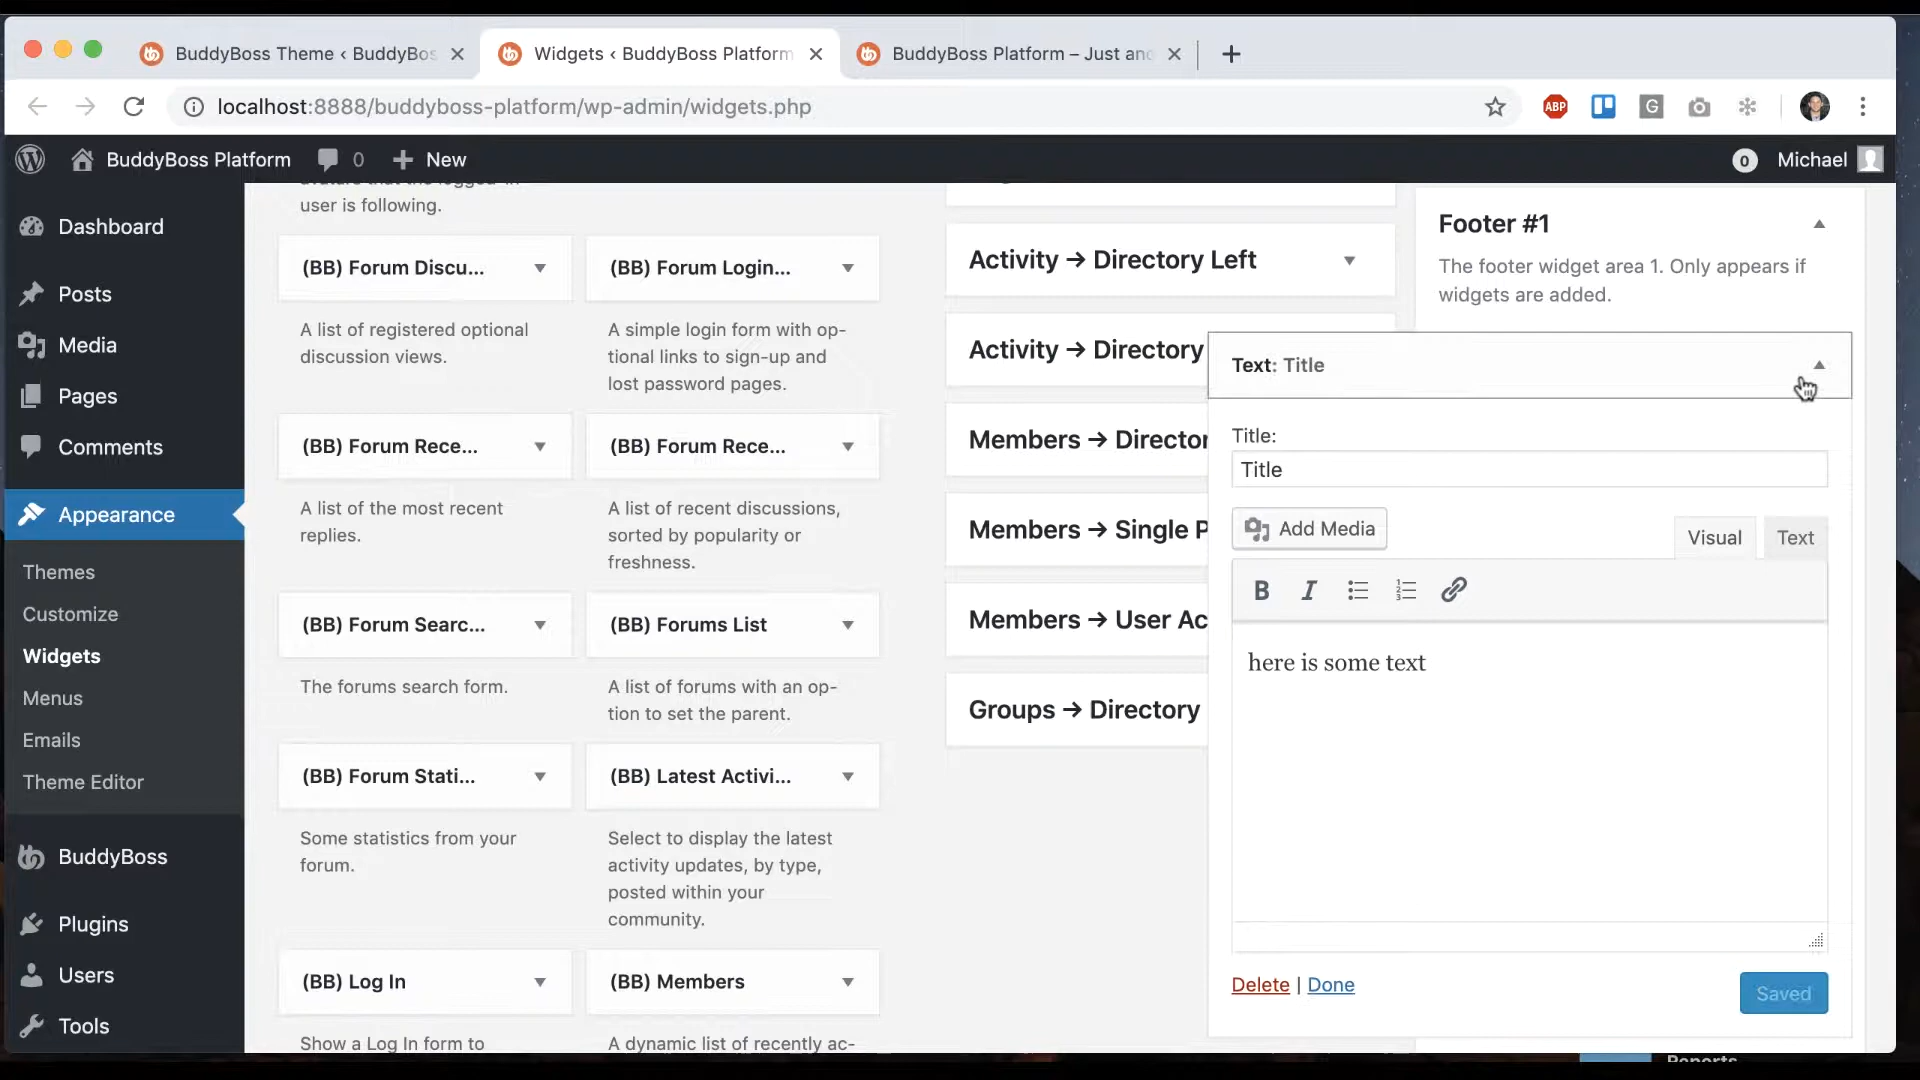 BuddyBoss Theme ‹ BuddyBos
Widgets ‹ BuddyBoss Platform
BuddyBoss Platform – Just ano
localhost:8888/buddyboss-platform/wp-admin/widgets.php
ABP
G
BuddyBoss Platform
0
New
0
Michael
Dashboard
Posts
Media
Pages
Comments
Appearance
Themes
Customize
Widgets
Menus
Emails
Theme Editor
BuddyBoss
Plugins
Users
Tools
user is following.
(BB) Forum Discu...
A list of registered optional
discussion views.
(BB) Forum Login...
A simple login form with op-
tional links to sign-up and
lost password pages.
(BB) Forum Rece...
A list of the most recent
replies.
(BB) Forum Rece...
A list of recent discussions,
sorted by popularity or
freshness.
(BB) Forum Searc...
The forums search form.
(BB) Forums List
A list of forums with an op-
tion to set the parent.
(BB) Forum Stati...
Some statistics from your
forum.
(BB) Latest Activi...
Select to display the latest
activity updates, by type,
posted within your
community.
(BB) Log In
Show a Log In form to
(BB) Members
A dynamic list of recently ac-
Activity → Directory Left
Activity → Directory
Members → Director
Members → Single P
Members → User Ac
Groups → Directory
Footer #1
The footer widget area 1. Only appears if
widgets are added.
Text: Title
Title:
Title
Add Media
Visual
Text
B I
here is some text
Delete | Done
Saved